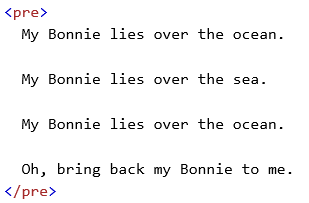 <pre>
My Bonnie lies over the ocean.
My Bonnie lies over the sea.
My Bonnie lies over the ocean.
Oh, bring back my Bonnie to me.
</pre>